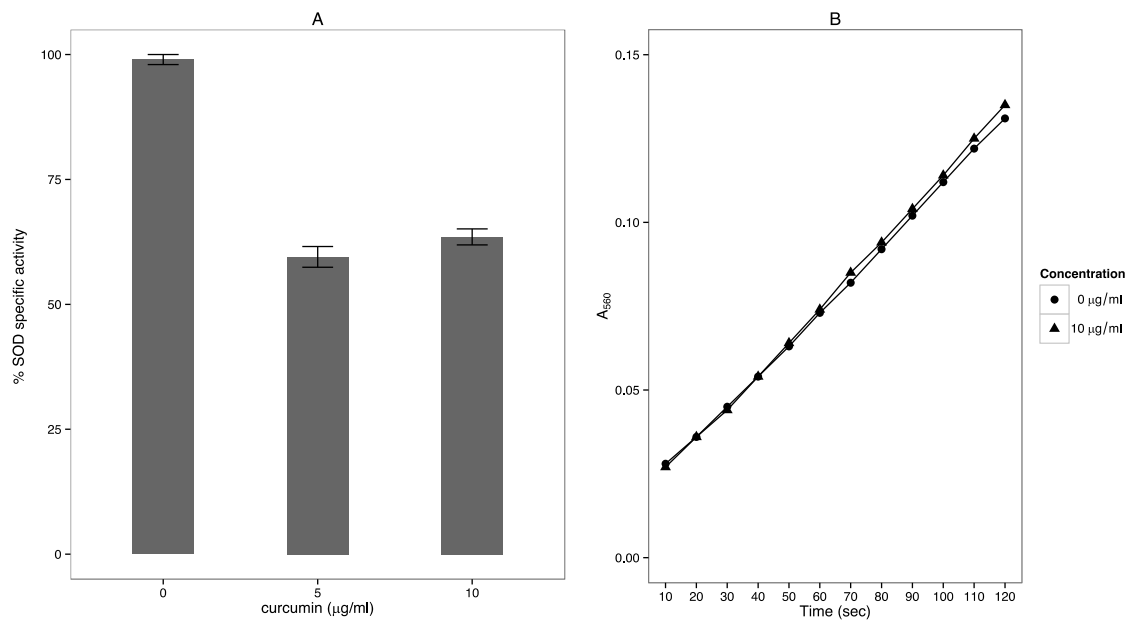 A
100
75
50
25
0
% SOD specific activity
0
5
10
curcumin (μg/ml)
B
0.15
0.10
0.05
0.00
A₅₆₀
10 20 30 40 50 60 70 80 90 100 110 120
Time (sec)
Concentration
0 μg/ml
10 μg/ml